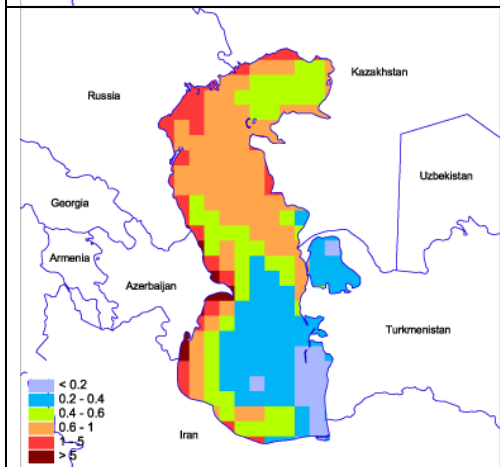 Kazakhstan
Russia
Uzbekistan
Georgia
Armenia
Azerbaijan
Turkmenistan
< 0.2
0.2 - 0.4
0.4 - 0.6
0.6 - 1
1 - 5
> 5
Iran